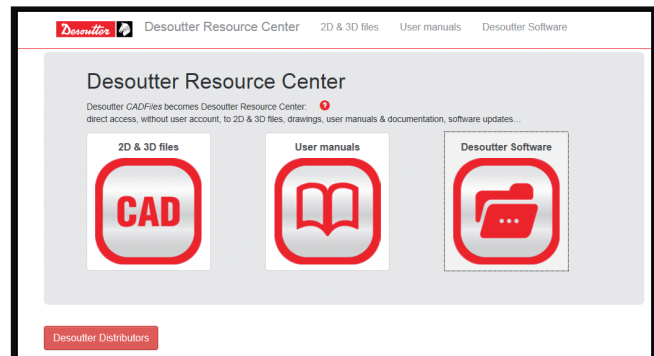 Desoutter Desoutter Resource Center 2D & 3D files User manuals Desoutter Software
Desoutter Resource Center
Desoutter CADFiles becomes Desoutter Resource Center: ?
direct access, without user account, to 2D & 3D files, drawings, user manuals & documentation, software updates...
2D & 3D files User manuals Desoutter Software
CAD
Desoutter Distributors